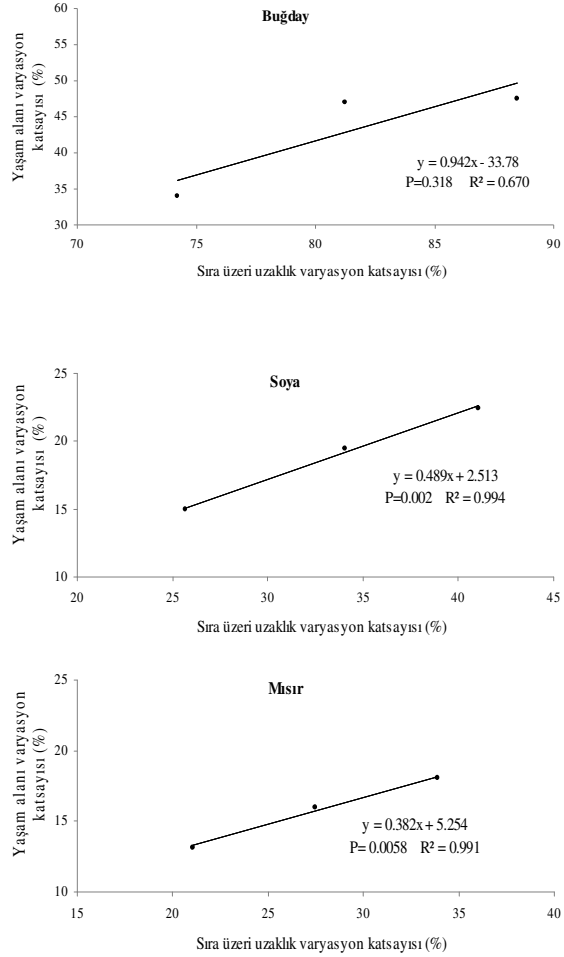 Buğday
Yaşam alanı varyasyon
katsayısı (%)
60
55
50
45
40
35
30
y = 0.942x - 33.78
P=0.318 R² = 0.670
70 75 80 85 90
Sıra üzeri uzaklık varyasyon katsayısı (%)
Soya
Yaşam alanı varyasyon
katsayısı (%)
25
20
15
10
y = 0.489x + 2.513
P=0.002 R² = 0.994
20 25 30 35 40 45
Sıra üzeri uzaklık varyasyon katsayısı (%)
Mısır
Yaşam alanı varyasyon
katsayısı (%)
25
20
15
10
y = 0.382x + 5.254
P= 0.0058 R² = 0.991
15 20 25 30 35 40
Sıra üzeri uzaklık varyasyon katsayısı (%)